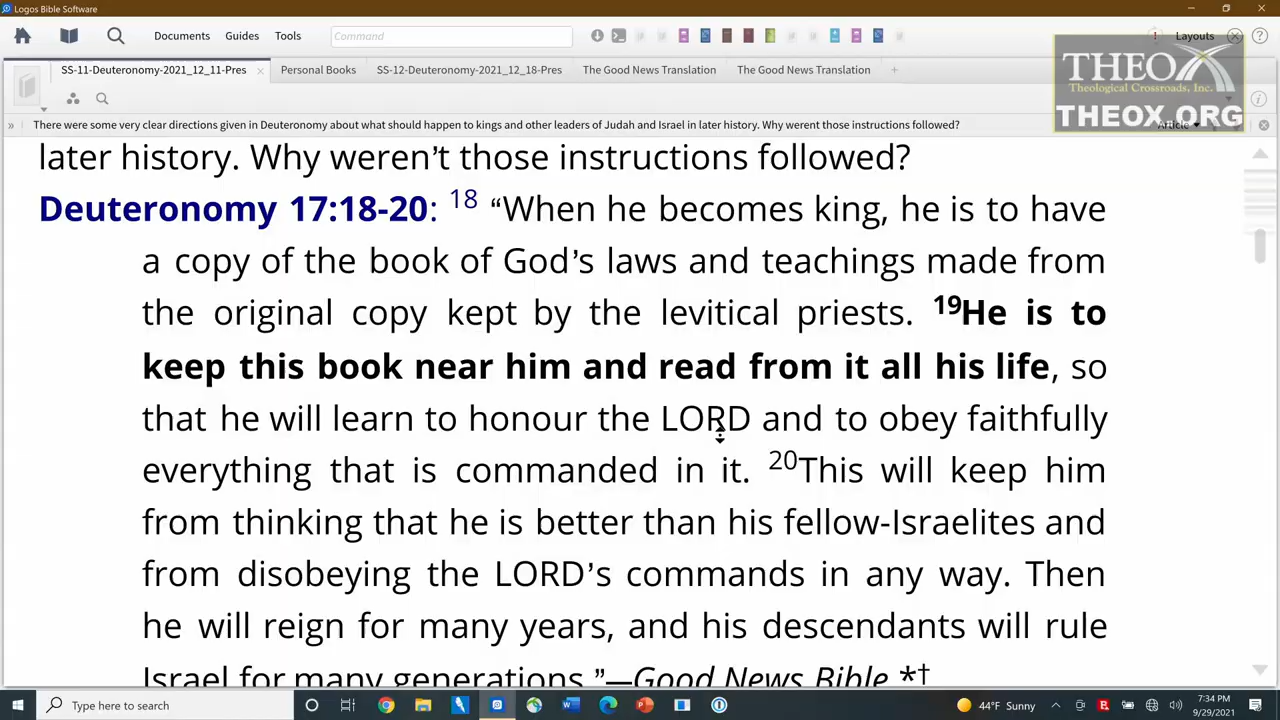 Logos Bible Software
Documents Guides Tools Command Layouts
SS-11-Deuteronomy-2021_12_11-Pres Personal Books SS-12-Deuteronomy-2021_12_18-Pres The Good News Translation The Good News Translation
THEOX
Theological Crossroads, Inc.
THEOX.ORG
There were some very clear directions given in Deuteronomy about what should happen to kings and other leaders of Judah and Israel in later history. Why werent those instructions followed? Article
later history. Why weren’t those instructions followed?
Deuteronomy 17:18-20: 18 “When he becomes king, he is to have
a copy of the book of God’s laws and teachings made from
the original copy kept by the levitical priests. 19He is to
keep this book near him and read from it all his life, so
that he will learn to honour the LORD and to obey faithfully
everything that is commanded in it. 20This will keep him
from thinking that he is better than his fellow-Israelites and
from disobeying the LORD’s commands in any way. Then
he will reign for many years, and his descendants will rule
Israel for many generations.”—Good News Bible.*†
Type here to search
44°F Sunny
7:34 PM
9/29/2021